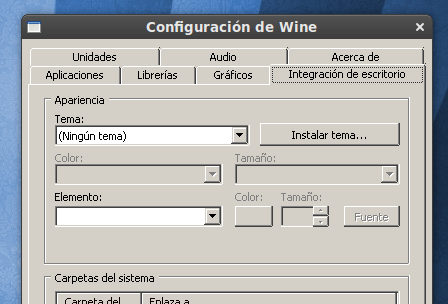 Configuración de Wine
Unidades Audio Acerca de
Aplicaciones Librerías Gráficos Integración de escritorio
Apariencia
Tema:
(Ningún tema) Instalar tema...
Color: Tamaño:
Elemento: Color: Tamaño:
Fuente
Carpetas del sistema
Carpeta del Enlaza a